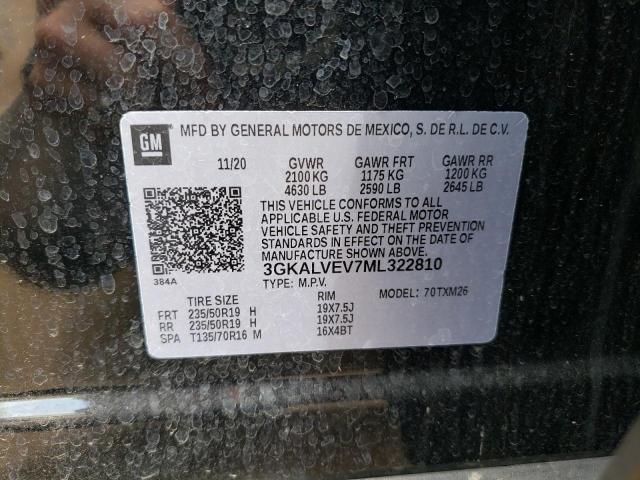 GM
MFD BY GENERAL MOTORS DE MEXICO, S. DE R.L. DE C.V.
11/20 GVWR GAWR FRT GAWR RR
2100 KG 1175 KG 1200 KG
4630 LB 2590 LB 2645 LB
THIS VEHICLE CONFORMS TO ALL
APPLICABLE U.S. FEDERAL MOTOR
VEHICLE SAFETY AND THEFT PREVENTION
STANDARDS IN EFFECT ON THE DATE OF
MANUFACTURE SHOWN ABOVE.
3GKALVEV7ML322810
384A
TYPE: M.P.V. MODEL: 70TXM26
TIRE SIZE RIM
FRT 235/50R19 H 19X7.5J
RR 235/50R19 H 19X7.5J
SPA T135/70R16 M 16X4BT